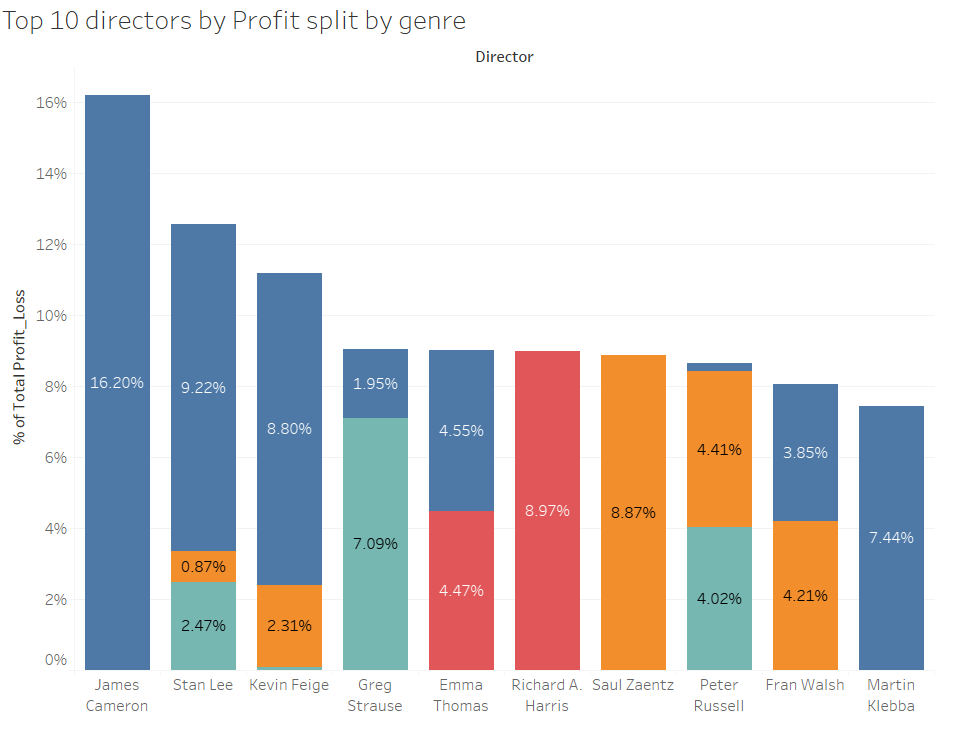 Top 10 directors by Profit split by genre
Director
% of Total Profit_Loss
16%
14%
12%
10%
8%
6%
4%
2%
0%
16.20%
9.22%
0.87%
2.47%
8.80%
2.31%
1.95%
7.09%
4.55%
4.47%
8.97%
8.87%
4.41%
4.02%
3.85%
4.21%
7.44%
James
Cameron
Stan Lee
Kevin Feige
Greg
Strause
Emma
Thomas
Richard A.
Harris
Saul Zaentz
Peter
Russell
Fran Walsh
Martin
Klebba